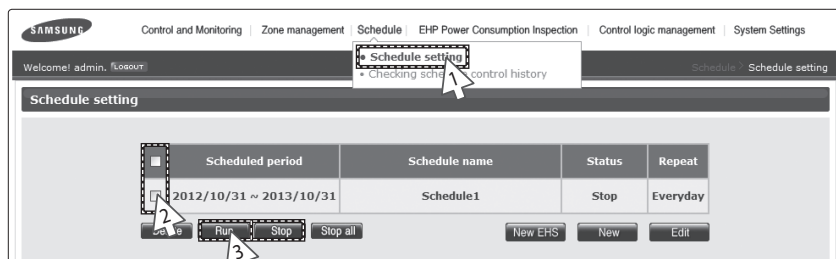 SAMSUNG Control and Monitoring Zone management Schedule EHP Power Consumption Inspection Control logic management System Settings
• Schedule setting
Welcome! admin. LOGOUT Schedule > Schedule setting
• Checking schedule control history
1
Schedule setting
Scheduled period Schedule name Status Repeat
2012/10/31 ~ 2013/10/31 Schedule1 Stop Everyday
2
Delete Run Stop Stop all New EHS New Edit
3